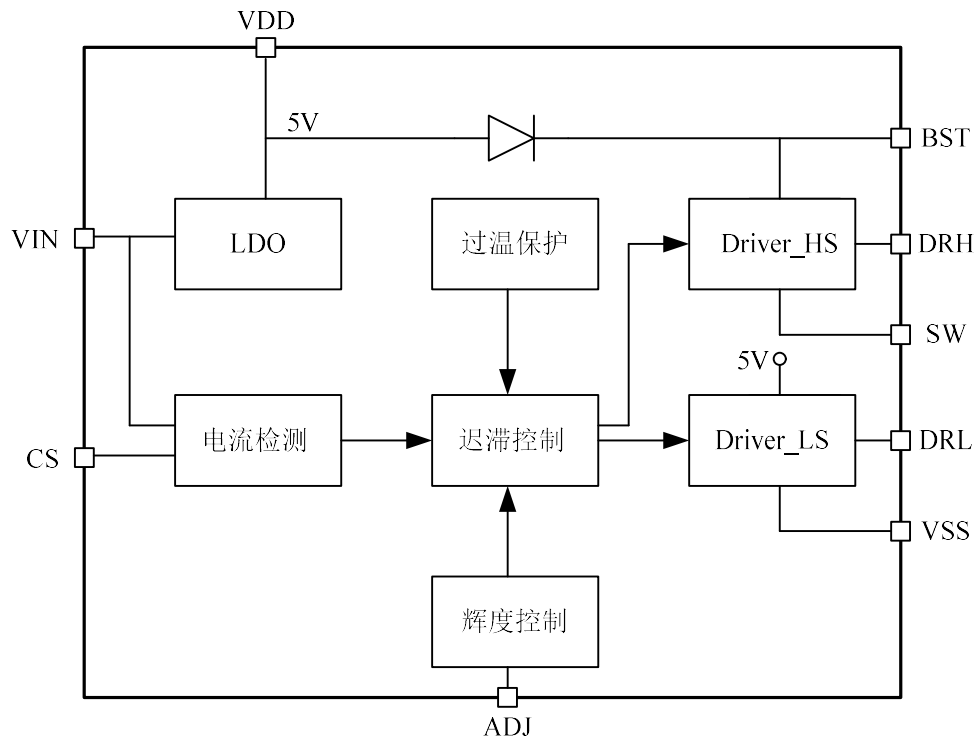 VDD
5V
BST
VIN
LDO
过温保护
Driver_HS
DRH
SW
5V
CS
电流检测
迟滞控制
Driver_LS
DRL
VSS
辉度控制
ADJ